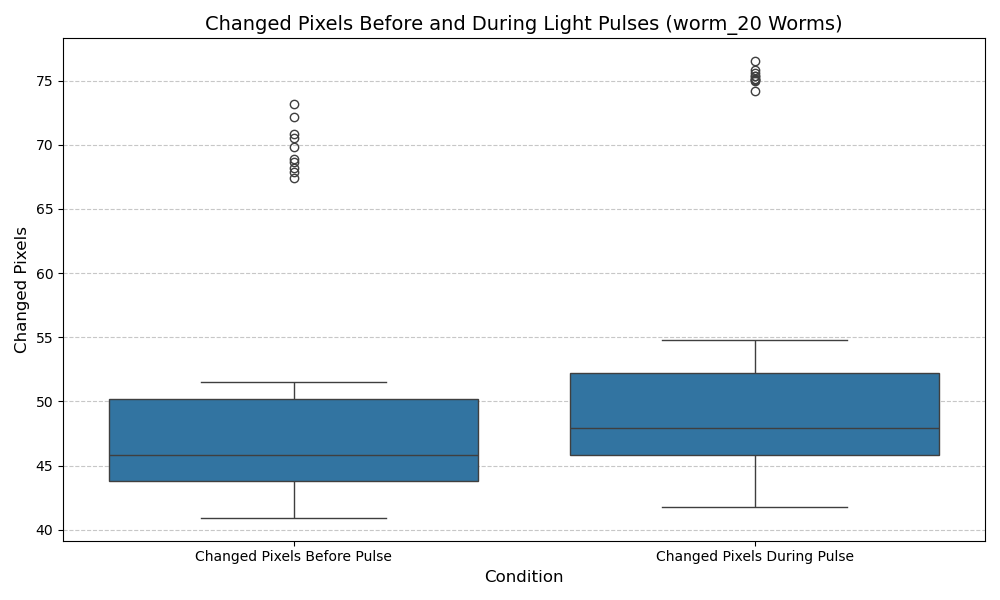 Changed Pixels Before and During Light Pulses (worm_20 Worms)
Changed Pixels
75
70
65
60
55
50
45
40
Changed Pixels Before Pulse
Changed Pixels During Pulse
Condition